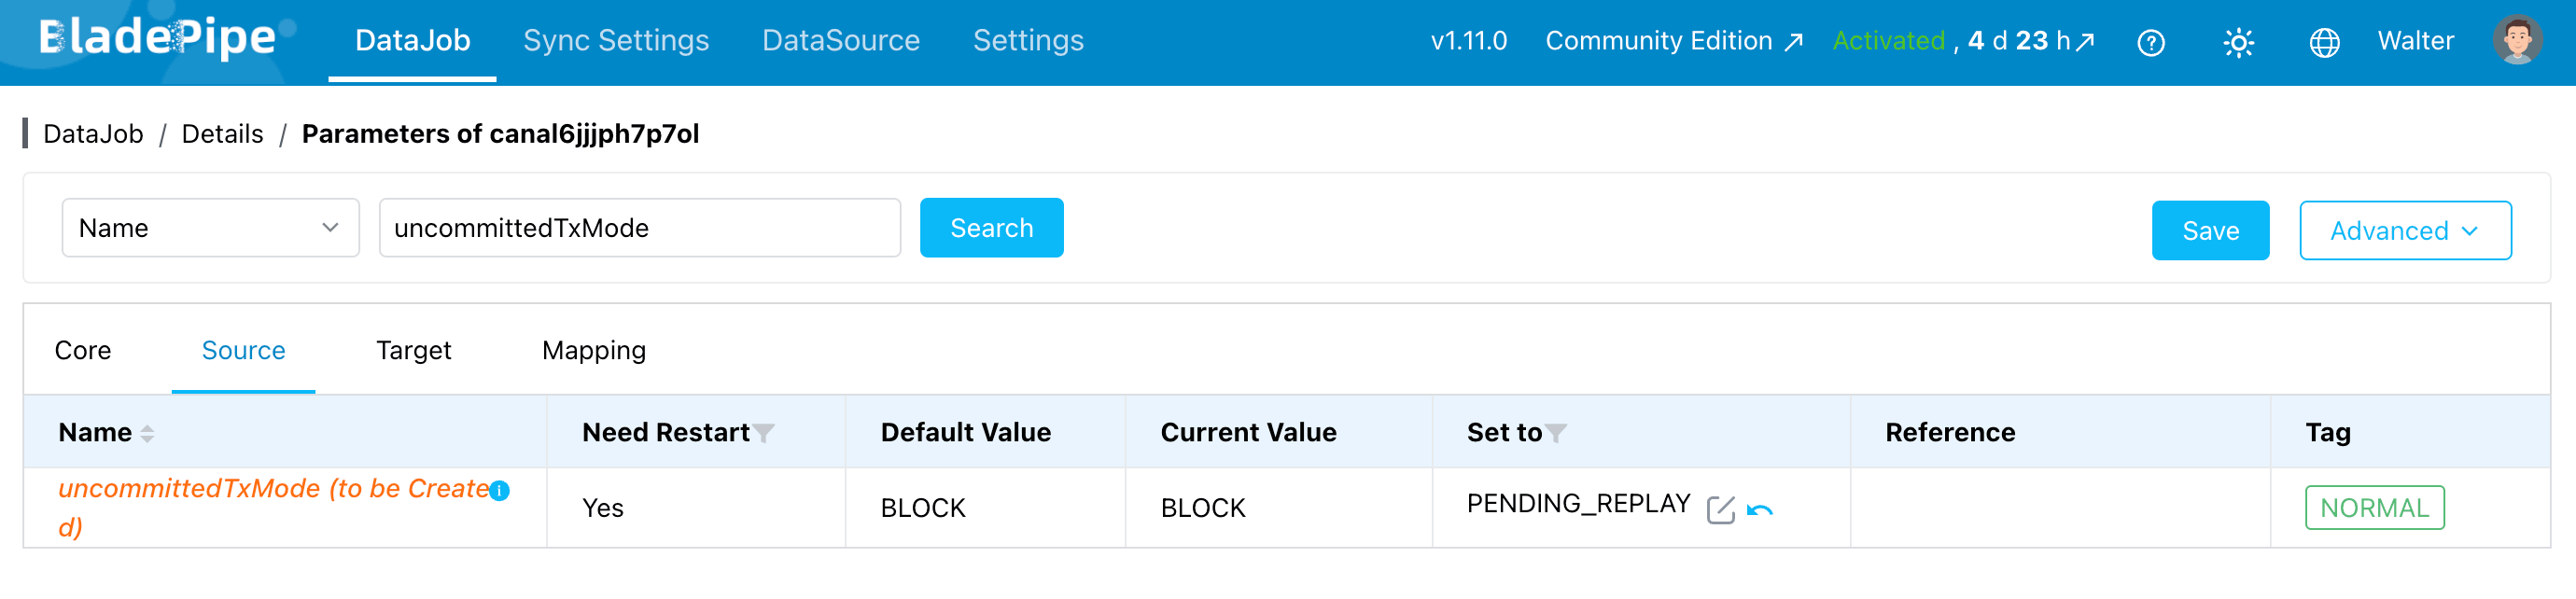 BladePipe DataJob Sync Settings DataSource Settings v1.11.0 Community Edition Activated , 4 d 23 h Walter
DataJob / Details / Parameters of canal6jjjph7p7ol
Name uncommittedTxMode Search Save Advanced
Core Source Target Mapping
Name Need Restart Default Value Current Value Set to Reference Tag
uncommittedTxMode (to be Create
d) Yes BLOCK BLOCK PENDING_REPLAY NORMAL